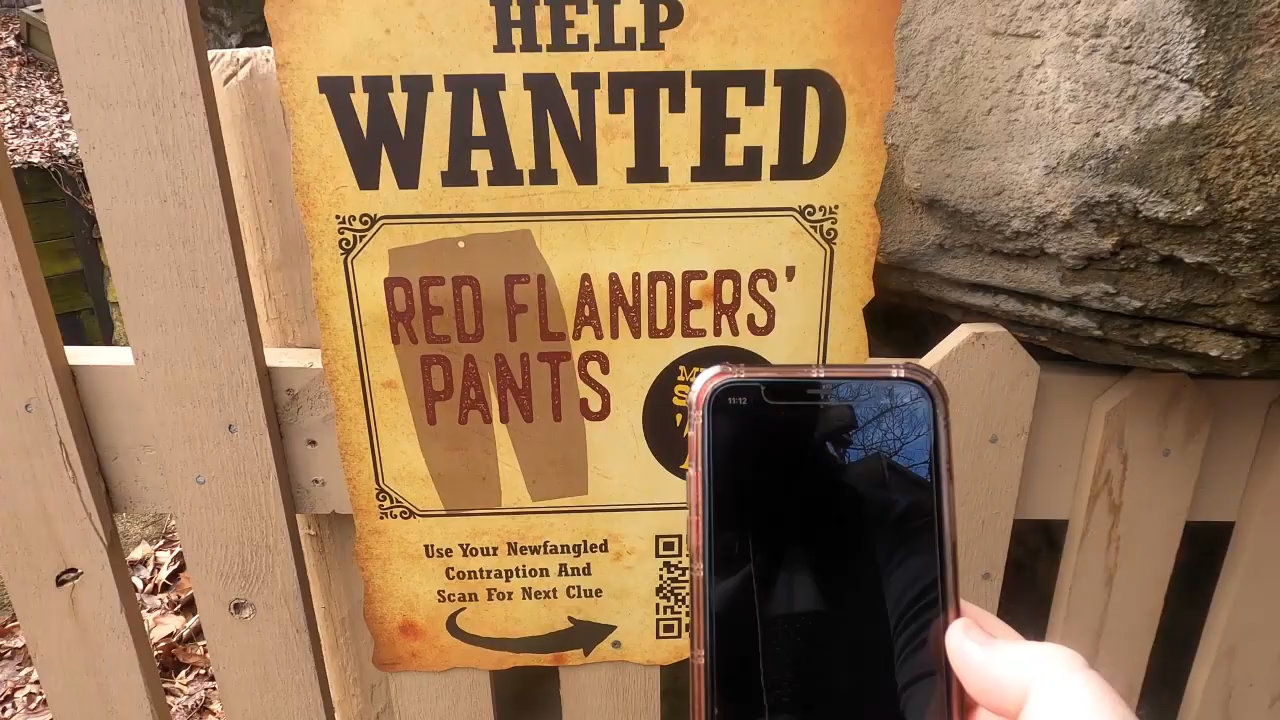 HELP
WANTED
RED FLANDERS'
PANTS
Use Your Newfangled
Contraption And
Scan For Next Clue
11:12